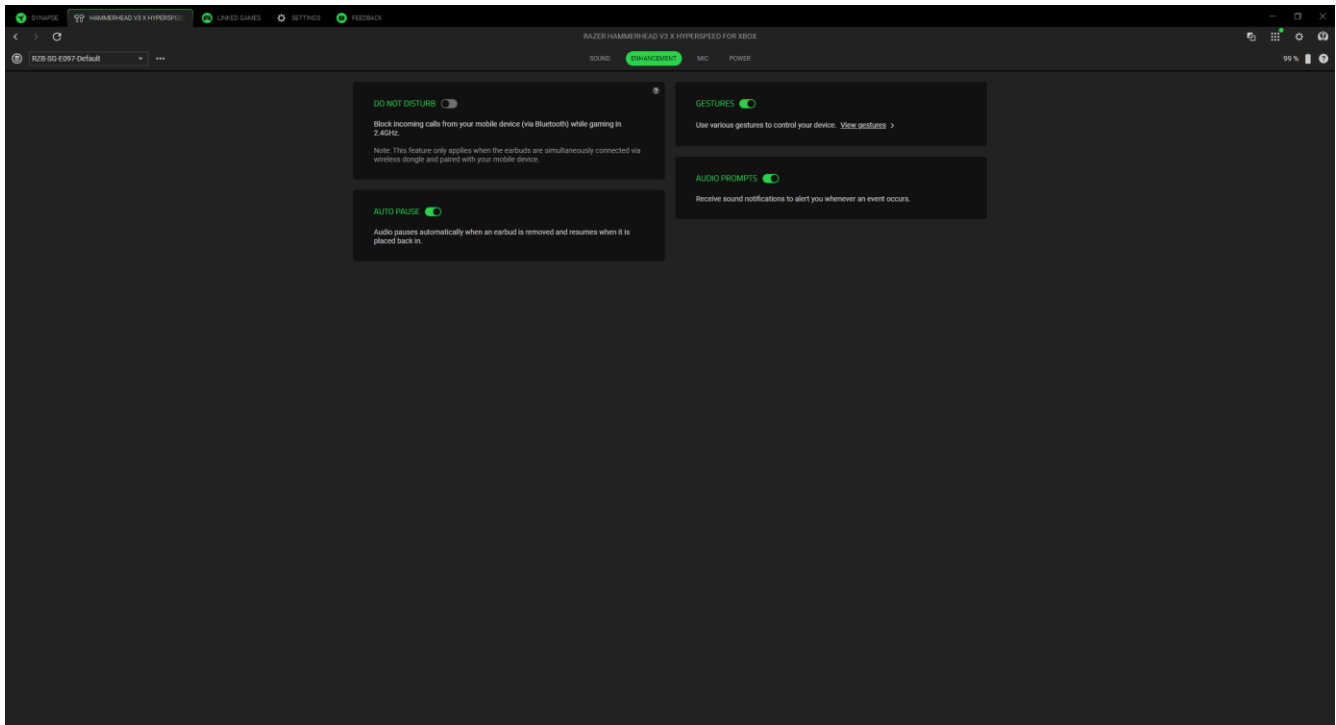 SYNAPSE
HAMMERHEAD V3 X HYPERSPEED
LINKED GAMES
SETTINGS
FEEDBACK
RAZER HAMMERHEAD V3 X HYPERSPEED FOR XBOX
RZB-SG-E097-Default
SOUND
ENHANCEMENT
MIC
POWER
99 %
DO NOT DISTURB
Block incoming calls from your mobile device (via Bluetooth) while gaming in
2.4GHz.
Note: This feature only applies when the earbuds are simultaneously connected via
wireless dongle and paired with your mobile device.
AUTO PAUSE
Audio pauses automatically when an earbud is removed and resumes when it is
placed back in.
GESTURES
Use various gestures to control your device. View gestures >
AUDIO PROMPTS
Receive sound notifications to alert you whenever an event occurs.